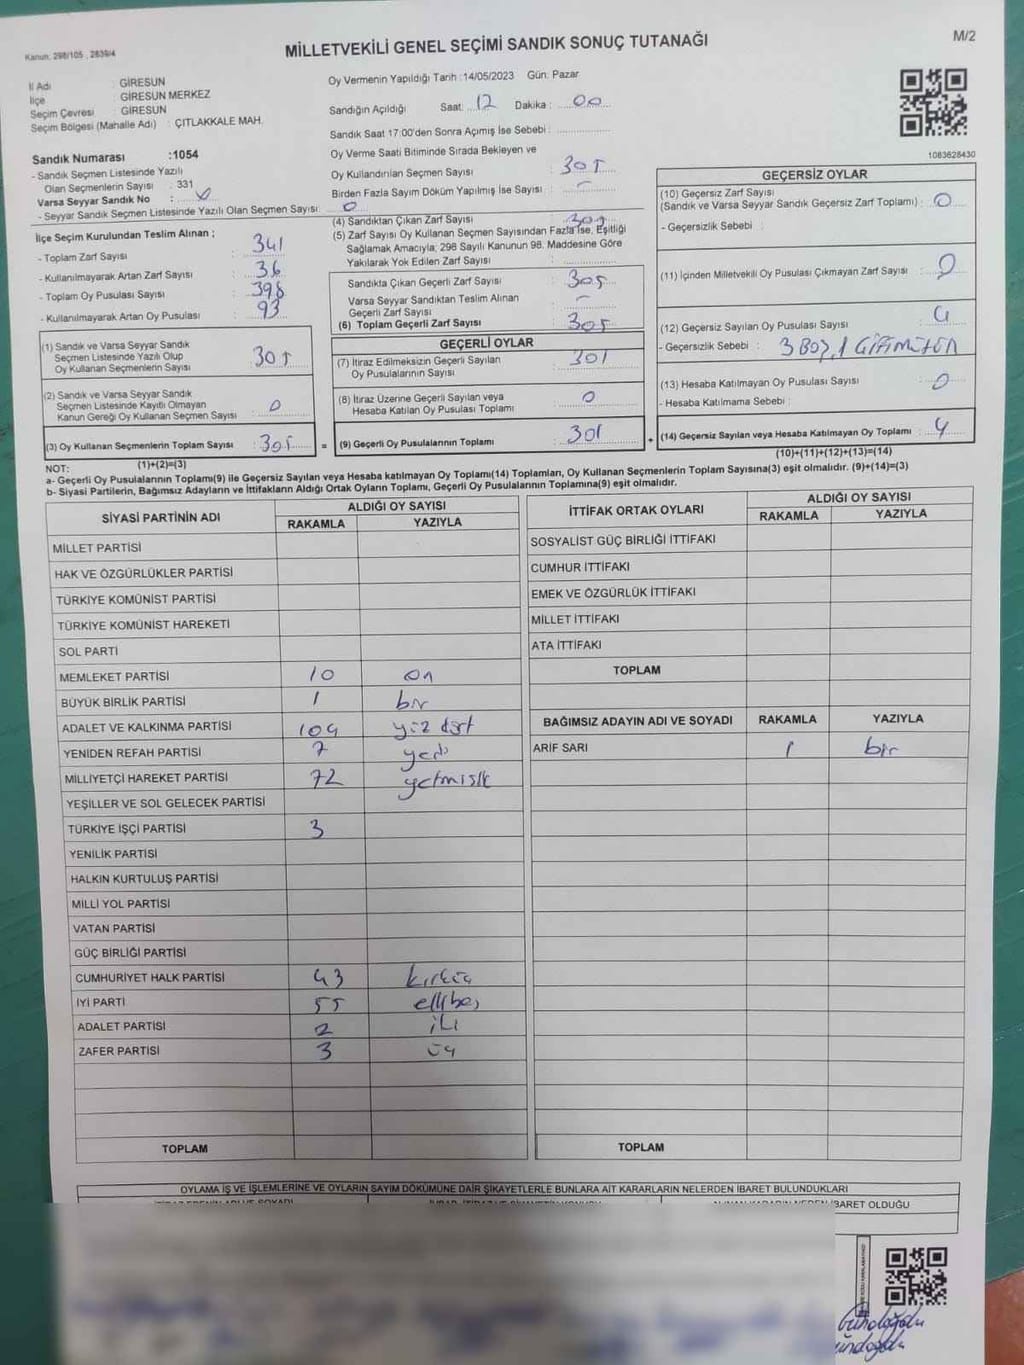 Kanun: 298/105 , 2839/4
MİLLETVEKİLİ GENEL SEÇİMİ SANDIK SONUÇ TUTANAĞI
M/2
İl Adı : GİRESUN
İlçe : GİRESUN MERKEZ
Seçim Çevresi : GİRESUN
Seçim Bölgesi (Mahalle Adı) : ÇITLAKKALE MAH.
Sandık Numarası :1054
- Sandık Seçmen Listesinde Yazılı
Olan Seçmenlerin Sayısı : 331
Varsa Seyyar Sandık No :
- Seyyar Sandık Seçmen Listesinde Yazılı Olan Seçmen Sayısı: 0
Oy Vermenin Yapıldığı Tarih :14/05/2023 Gün: Pazar
Sandığın Açıldığı Saat: 12 Dakika : 00
Sandık Saat 17:00'den Sonra Açımış İse Sebebi :
Oy Verme Saati Bitiminde Sırada Bekleyen ve
Oy Kullandırılan Seçmen Sayısı : 305
Birden Fazla Sayım Döküm Yapılmış İse Sayısı : -
1083628430
İlçe Seçim Kurulundan Teslim Alınan ;
- Toplam Zarf Sayısı : 341
- Kullanılmayarak Artan Zarf Sayısı : 36
- Toplam Oy Pusulası Sayısı : 398
- Kullanılmayarak Artan Oy Pusulası : 93
(4) Sandıktan Çıkan Zarf Sayısı : 305
(5) Zarf Sayısı Oy Kullanan Seçmen Sayısından Fazla İse, Eşitliği
Sağlamak Amacıyla; 298 Sayılı Kanunun 98. Maddesine Göre
Yakılarak Yok Edilen Zarf Sayısı :
Sandıkta Çıkan Geçerli Zarf Sayısı : 305
Varsa Seyyar Sandıktan Teslim Alınan
Geçerli Zarf Sayısı : -
(6) Toplam Geçerli Zarf Sayısı : 305
GEÇERSİZ OYLAR
(10) Geçersiz Zarf Sayısı
(Sandık ve Varsa Seyyar Sandık Geçersiz Zarf Toplamı) : 0
- Geçersizlik Sebebi :
(11) İçinden Milletvekili Oy Pusulası Çıkmayan Zarf Sayısı : 0
(12) Geçersiz Sayılan Oy Pusulası Sayısı : 4
- Geçersizlik Sebebi : 3 BOŞ, 1
(13) Hesaba Katılmayan Oy Pusulası Sayısı : 0
- Hesaba Katılmama Sebebi :
(14) Geçersiz Sayılan veya Hesaba Katılmayan Oy Toplamı : 4
(10)+(11)+(12)+(13)=(14)
(1) Sandık ve Varsa Seyyar Sandık
Seçmen Listesinde Yazılı Olup
Oy Kullanan Seçmenlerin Sayısı : 305
(2) Sandık ve Varsa Seyyar Sandık
Seçmen Listesinde Kayıtlı Olmayan
Kanun Gereği Oy Kullanan Seçmen Sayısı : 0
(3) Oy Kullanan Seçmenlerin Toplam Sayısı : 305 =
(1)+(2)=(3)
GEÇERLİ OYLAR
(7) İtiraz Edilmeksizin Geçerli Sayılan
Oy Pusulalarının Sayısı : 301
(8) İtiraz Üzerine Geçerli Sayılan veya
Hesaba Katılan Oy Pusulası Toplamı : 0
(9) Geçerli Oy Pusulalarının Toplamı : 301 +
NOT:
a- Geçerli Oy Pusulalarının Toplamı(9) ile Geçersiz Sayılan veya Hesaba katılmayan Oy Toplamı(14) Toplamları, Oy Kullanan Seçmenlerin Toplam Sayısına(3) eşit olmalıdır. (9)+(14)=(3)
b- Siyasi Partilerin, Bağımsız Adayların ve İttifakların Aldığı Ortak Oyların Toplamı, Geçerli Oy Pusulalarının Toplamına(9) eşit olmalıdır.
SİYASİ PARTİNİN ADI ALDIĞI OY SAYISI
RAKAMLA YAZIYLA
MİLLET PARTİSİ
HAK VE ÖZGÜRLÜKLER PARTİSİ
TÜRKİYE KOMÜNİST PARTİSİ
TÜRKİYE KOMÜNİST HAREKETİ
SOL PARTİ
MEMLEKET PARTİSİ 10 on
BÜYÜK BİRLİK PARTİSİ 1 bir
ADALET VE KALKINMA PARTİSİ 104 yüz dört
YENİDEN REFAH PARTİSİ 7 yedi
MİLLİYETÇİ HAREKET PARTİSİ 72
YEŞİLLER VE SOL GELECEK PARTİSİ
TÜRKİYE İŞÇİ PARTİSİ 3
YENİLİK PARTİSİ
HALKIN KURTULUŞ PARTİSİ
MİLLİ YOL PARTİSİ
VATAN PARTİSİ
GÜÇ BİRLİĞİ PARTİSİ
CUMHURİYET HALK PARTİSİ 43 kırküç
İYİ PARTİ 55 ellibeş
ADALET PARTİSİ 2 iki
ZAFER PARTİSİ 3 üç
TOPLAM
İTTİFAK ORTAK OYLARI ALDIĞI OY SAYISI
RAKAMLA YAZIYLA
SOSYALİST GÜÇ BİRLİĞİ İTTİFAKI
CUMHUR İTTİFAKI
EMEK VE ÖZGÜRLÜK İTTİFAKI
MİLLET İTTİFAKI
ATA İTTİFAKI
TOPLAM
BAĞIMSIZ ADAYIN ADI VE SOYADI RAKAMLA YAZIYLA
ARİF SARI 1 bir
TOPLAM
OYLAMA İŞ VE İŞLEMLERİNE VE OYLARIN SAYIM DÖKÜMÜNE DAİR ŞİKAYETLERLE BUNLARA AİT KARARLARIN NELERDEN İBARET BULUNDUKLARI
İBARET OLDUĞU